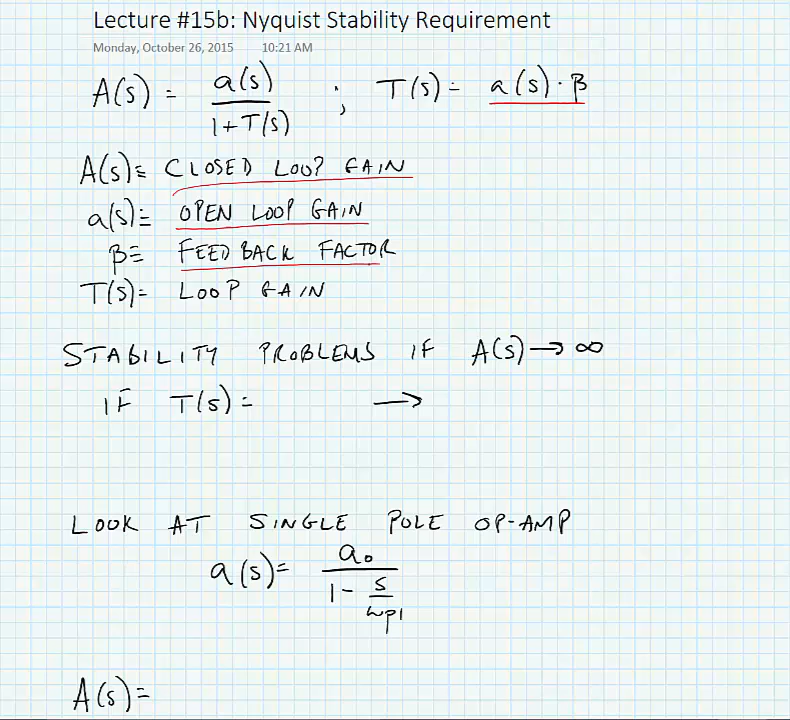 Lecture #15b: Nyquist Stability Requirement
Monday, October 26, 2015 10:21 AM
A(s) = a(s) / 1+T(s) ; T(s) = a(s)·β
A(s) ≡ CLOSED LOOP GAIN
a(s) ≡ OPEN LOOP GAIN
β ≡ FEEDBACK FACTOR
T(s) = LOOP GAIN
STABILITY PROBLEMS IF A(s) → ∞
IF T(s) = →
LOOK AT SINGLE POLE OP-AMP
a(s) = a₀ / 1 - s/ωp1
A(s) =